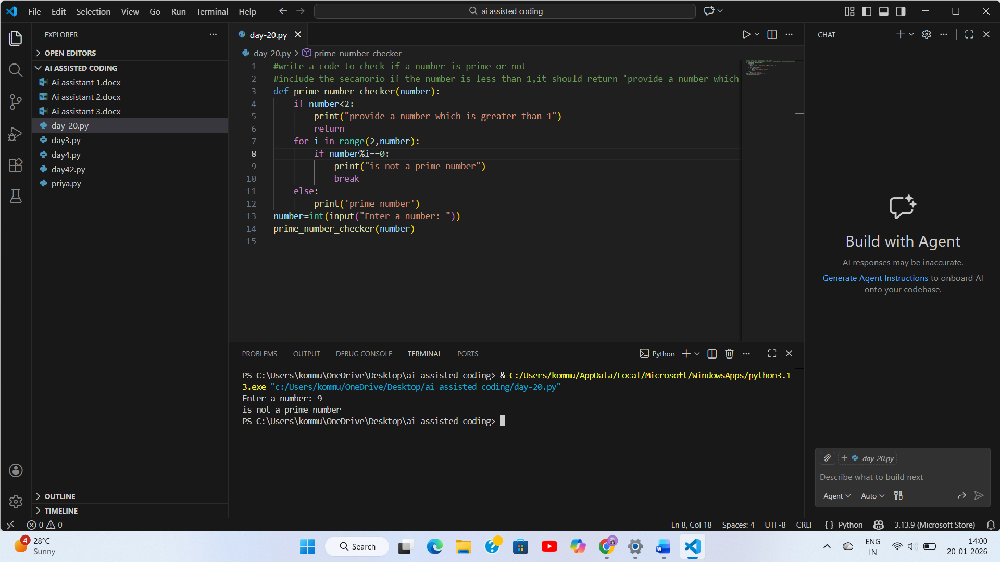 File Edit Selection View Go Run Terminal Help
ai assisted coding
EXPLORER
OPEN EDITORS
AI ASSISTED CODING
Ai assistant 1.docx
Ai assistant 2.docx
Ai assistant 3.docx
day-20.py
day3.py
day4.py
day42.py
priya.py
OUTLINE
TIMELINE
day-20.py
day-20.py > prime_number_checker
1 #write a code to check if a number is prime or not
2 #include the secanorio if the number is less than 1,it should return 'provide a number which
3 def prime_number_checker(number):
4     if number<2:
5         print("provide a number which is greater than 1")
6         return
7     for i in range(2,number):
8         if number%i==0:
9             print("is not a prime number")
10             break
11     else:
12         print('prime number')
13 number=int(input("Enter a number: "))
14 prime_number_checker(number)
15
PROBLEMS OUTPUT DEBUG CONSOLE TERMINAL PORTS
Python
PS C:\Users\kommu\OneDrive\Desktop\ai assisted coding> & C:/Users/kommu/AppData/Local/Microsoft/WindowsApps/python3.1
3.exe "c:/Users/kommu/OneDrive/Desktop/ai assisted coding/day-20.py"
Enter a number: 9
is not a prime number
PS C:\Users\kommu\OneDrive\Desktop\ai assisted coding>
CHAT
Build with Agent
AI responses may be inaccurate.
Generate Agent Instructions to onboard AI
onto your codebase.
day-20.py
Describe what to build next
Agent Auto
0 0
Ln 8, Col 18 Spaces: 4 UTF-8 CRLF { } Python 3.13.9 (Microsoft Store)
4
28°C
Sunny
Search
ENG
IN
14:00
20-01-2026